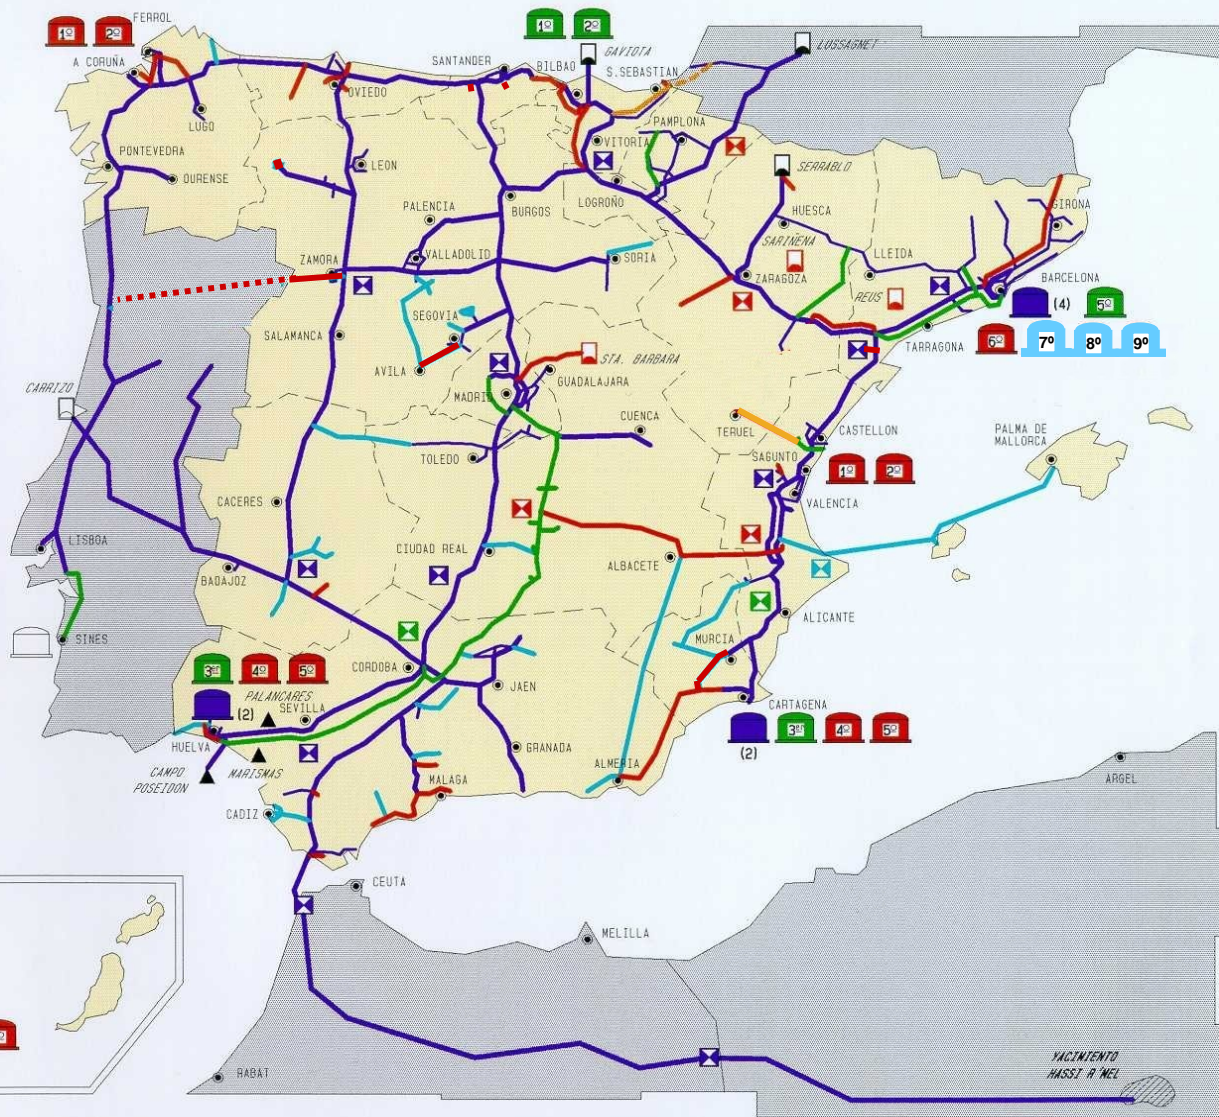 FERROL
1º 2º
A CORUÑA
LUGO
PONTEVEDRA
OURENSE
OVIEDO
SANTANDER
1º 2º
BILBAO
GAVIOTA
S.SEBASTIAN
LUSSAGNET
VITORIA
PAMPLONA
LEON
PALENCIA
BURGOS
LOGROÑO
SERRABLO
HUESCA
SARIÑENA
LLEIDA
GIRONA
ZAMORA
VALLADOLID
SORIA
ZARAGOZA
REUS
BARCELONA
(4)
5º
6º 7º 8º 9º
TARRAGONA
SALAMANCA
SEGOVIA
AVILA
STA. BARBARA
GUADALAJARA
MADRID
CUENCA
TERUEL
CASTELLON
SAGUNTO
1º 2º
VALENCIA
PALMA DE
MALLORCA
CARRIZO
TOLEDO
CACERES
LISBOA
BADAJOZ
CIUDAD REAL
ALBACETE
ALICANTE
SINES
CORDOBA
MURCIA
3er 4º 5º
PALANCARES
(2)
SEVILLA
JAEN
CARTAGENA
(2)
3er 4º 5º
HUELVA
CAMPO
POSEIDON
MARISMAS
GRANADA
ALMERIA
MALAGA
CADIZ
ARGEL
CEUTA
MELILLA
RABAT
YACIMIENTO
HASSI R'MEL